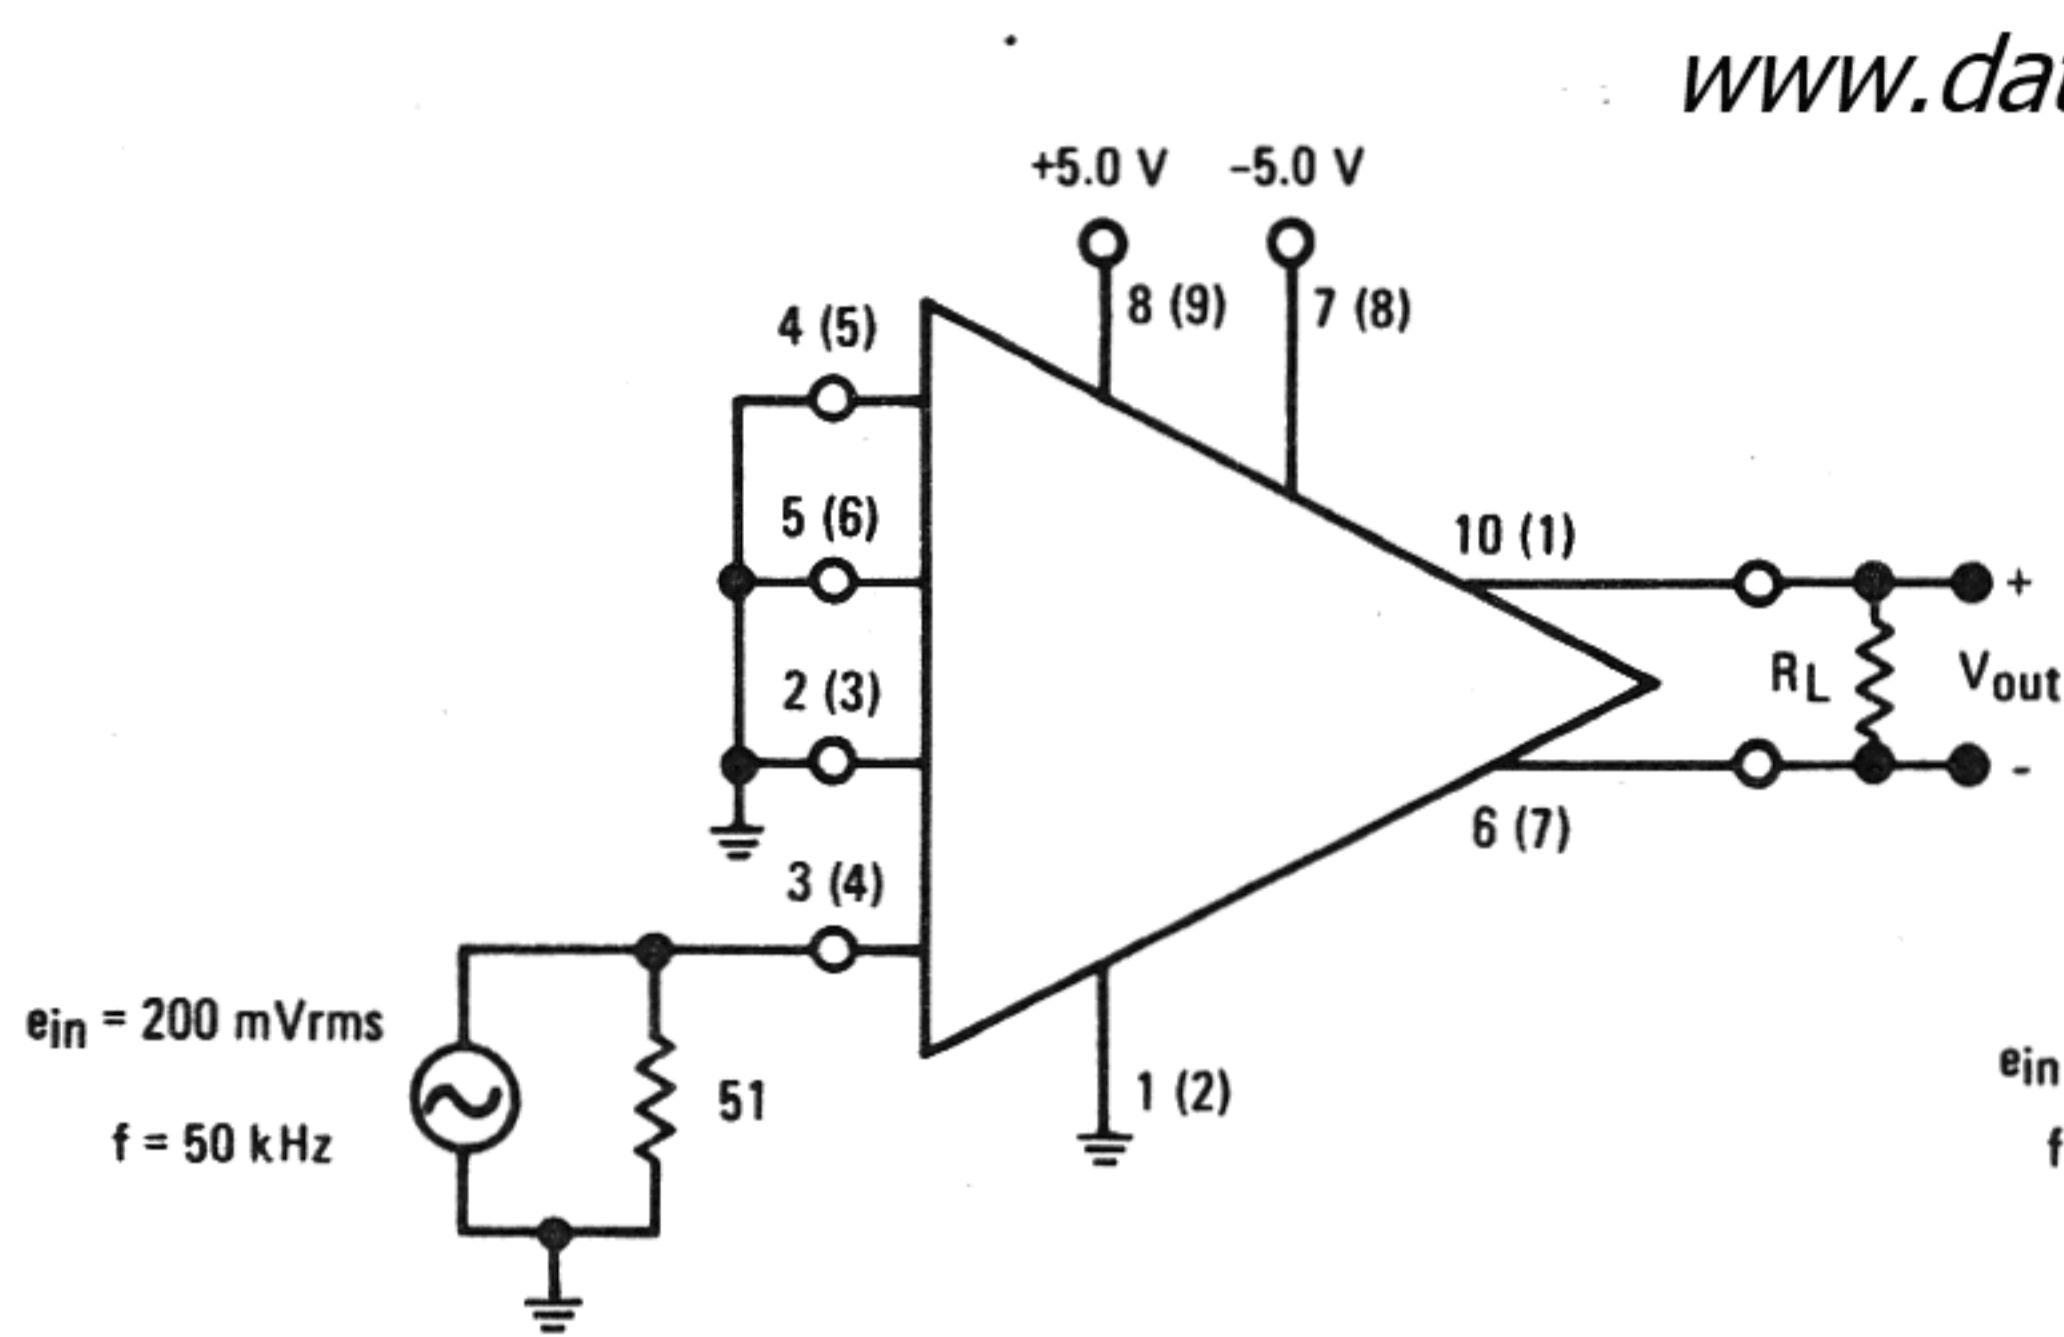 www.dat
+5.0 V -5.0 V
8 (9) 7 (8)
4 (5)
5 (6)
10 (1)
+
2 (3)
RL Vout
-
6 (7)
3 (4)
ein = 200 mVrms
ein
51
1 (2)
f = 50 kHz
f